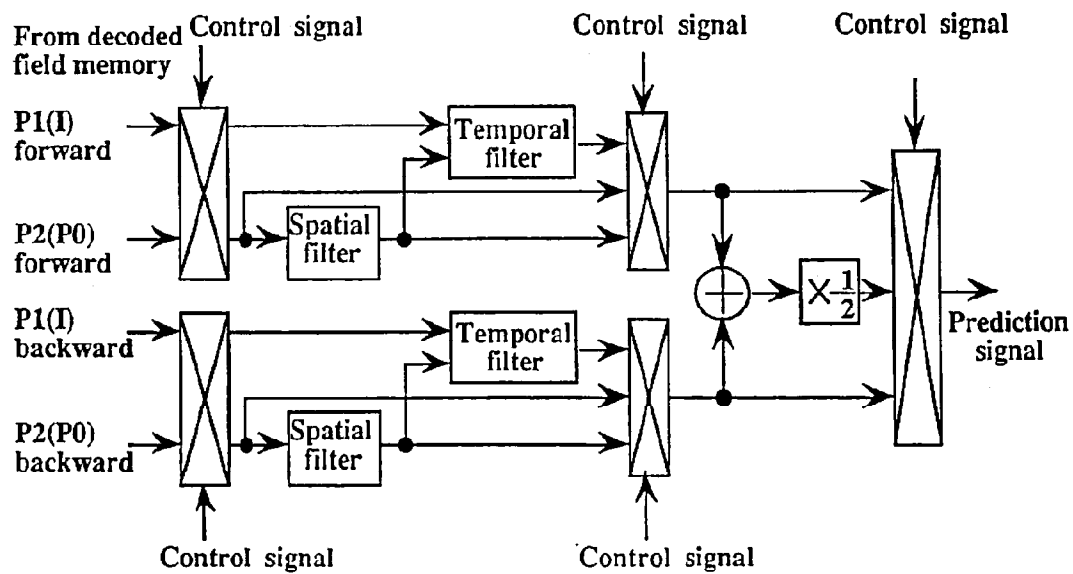 From decoded
field memory
Control signal
Control signal
Control signal
P1(I)
forward
Temporal
filter
P2(P0)
forward
Spatial
filter
×1/2
Prediction
signal
P1(I)
backward
Temporal
filter
P2(P0)
backward
Spatial
filter
Control signal
Control signal